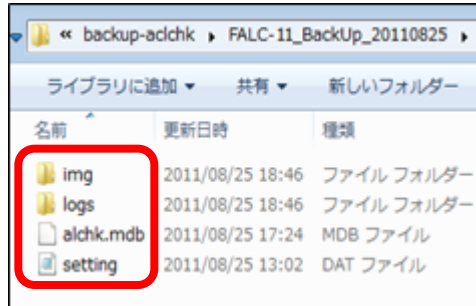 « backup-aclchk ▸ FALC-11_BackUp_20110825 ▸
ライブラリに追加 ▼ 共有 ▼ 新しいフォルダー
名前 更新日時 種類
img 2011/08/25 18:46 ファイル フォルダー
logs 2011/08/25 18:46 ファイル フォルダー
alchk.mdb 2011/08/25 17:24 MDB ファイル
setting 2011/08/25 13:02 DAT ファイル